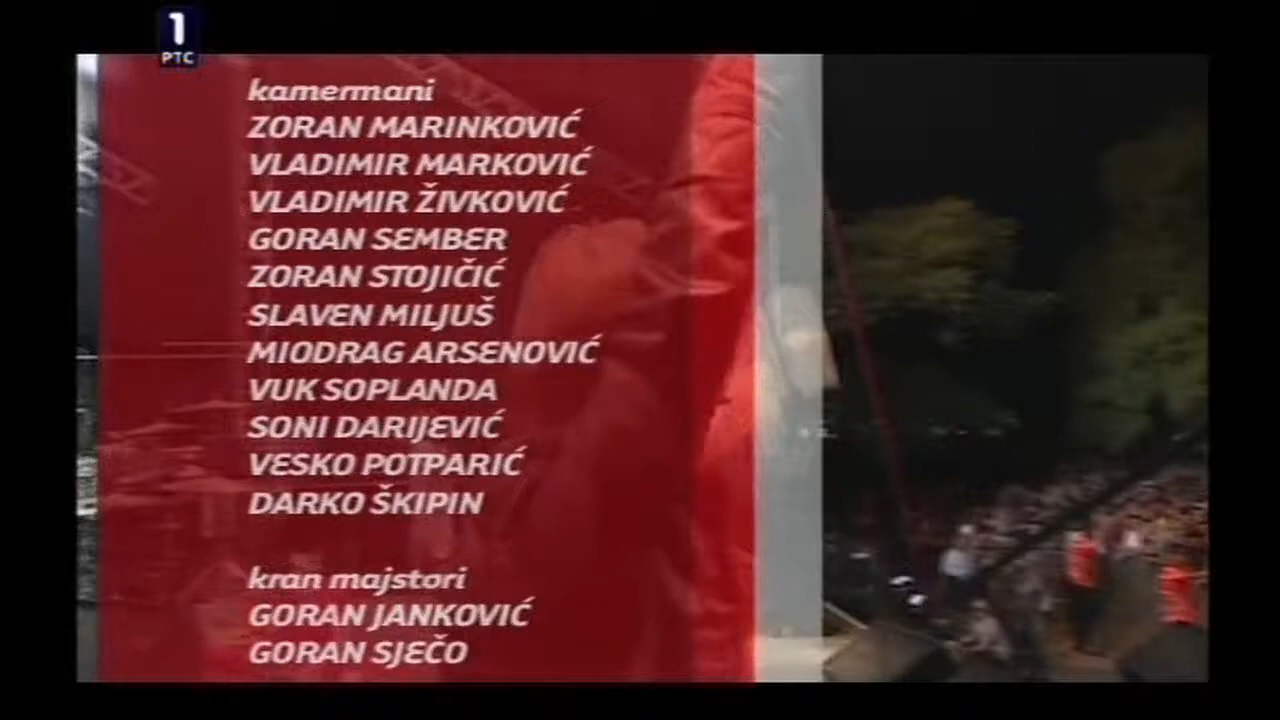 1
РТС
kamermani
ZORAN MARINKOVIĆ
VLADIMIR MARKOVIĆ
VLADIMIR ŽIVKOVIĆ
GORAN SEMBER
ZORAN STOJIČIĆ
SLAVEN MILJUŠ
MIODRAG ARSENOVIĆ
VUK SOPLANDA
SONI DARIJEVIĆ
VESKO POTPARIĆ
DARKO ŠKIPIN
kran majstori
GORAN JANKOVIĆ
GORAN SJEČO